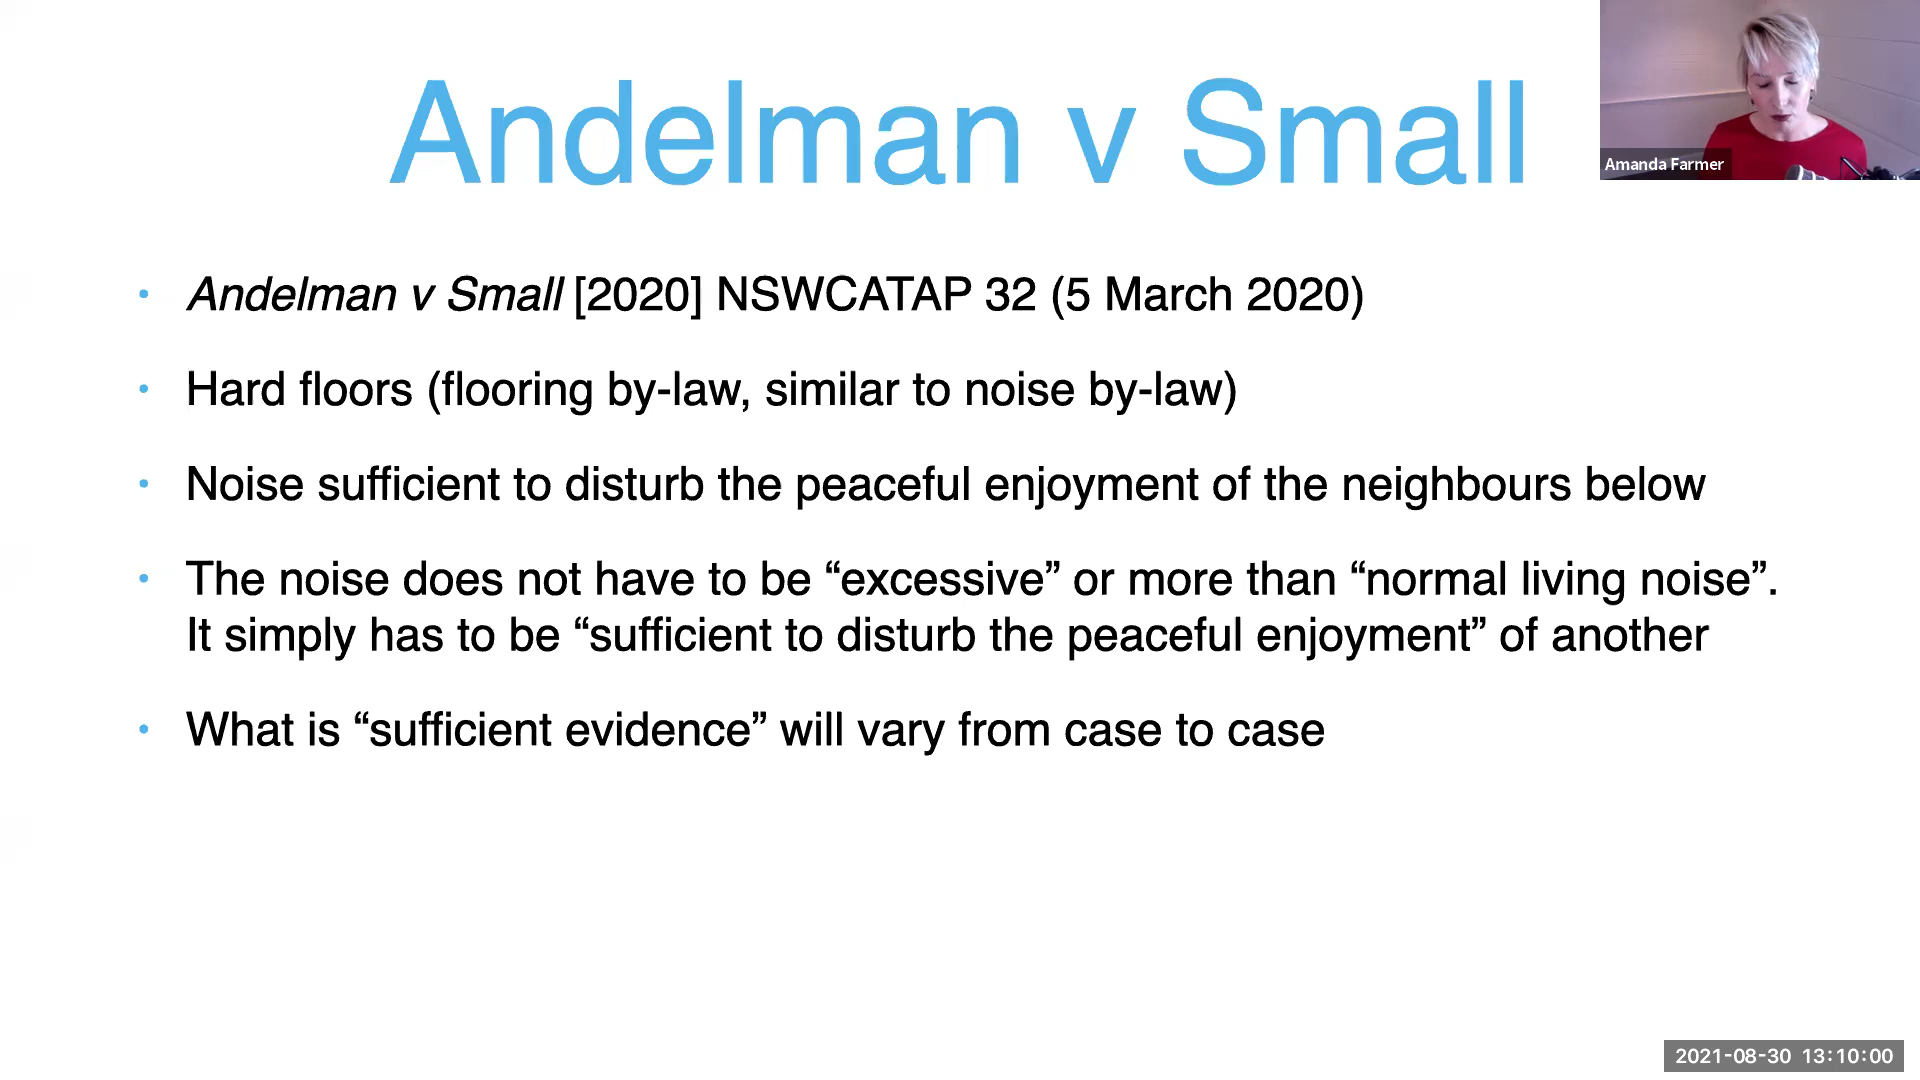 Andelman v Small
Amanda Farmer
• Andelman v Small [2020] NSWCATAP 32 (5 March 2020)
• Hard floors (flooring by-law, similar to noise by-law)
• Noise sufficient to disturb the peaceful enjoyment of the neighbours below
• The noise does not have to be “excessive” or more than “normal living noise”.
It simply has to be “sufficient to disturb the peaceful enjoyment” of another
• What is “sufficient evidence” will vary from case to case
2021-08-30 13:10:00